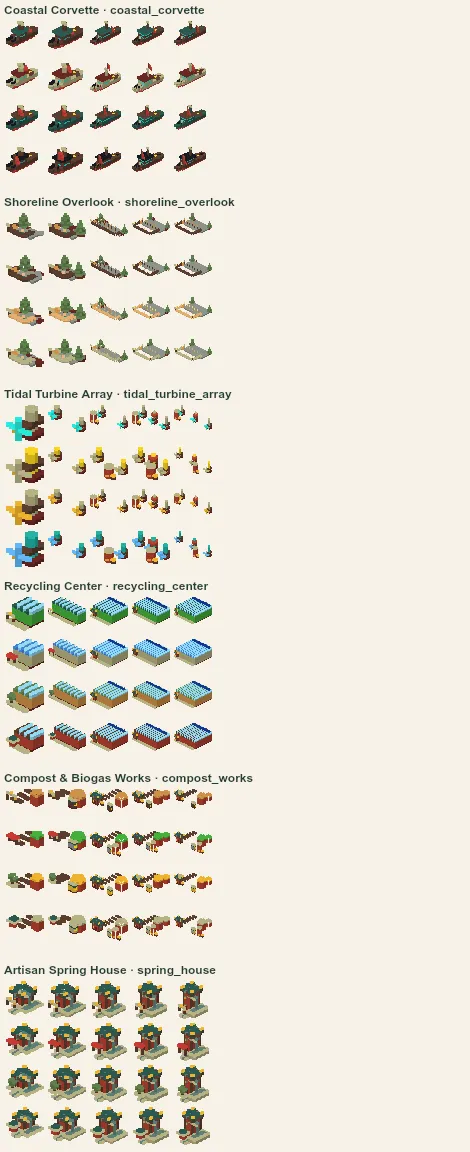 Coastal Corvette · coastal_corvette
Shoreline Overlook · shoreline_overlook
Tidal Turbine Array · tidal_turbine_array
Recycling Center · recycling_center
Compost & Biogas Works · compost_works
Artisan Spring House · spring_house